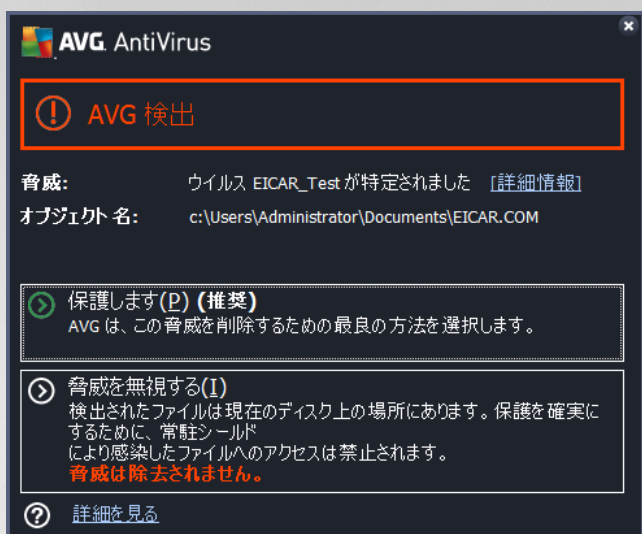 AVG. AntiVirus
AVG 検出
脅威: ウイルス EICAR_Test が特定されました [詳細情報]
オブジェクト名: c:\Users\Administrator\Documents\EICAR.COM
保護します(P) (推奨)
AVG は、この脅威を削除するための最良の方法を選択します。
脅威を無視する(I)
検出されたファイルは現在のディスク上の場所にあります。保護を確実に
するために、常駐シールド
により感染したファイルへのアクセスは禁止されます。
脅威は除去されません。
詳細を見る